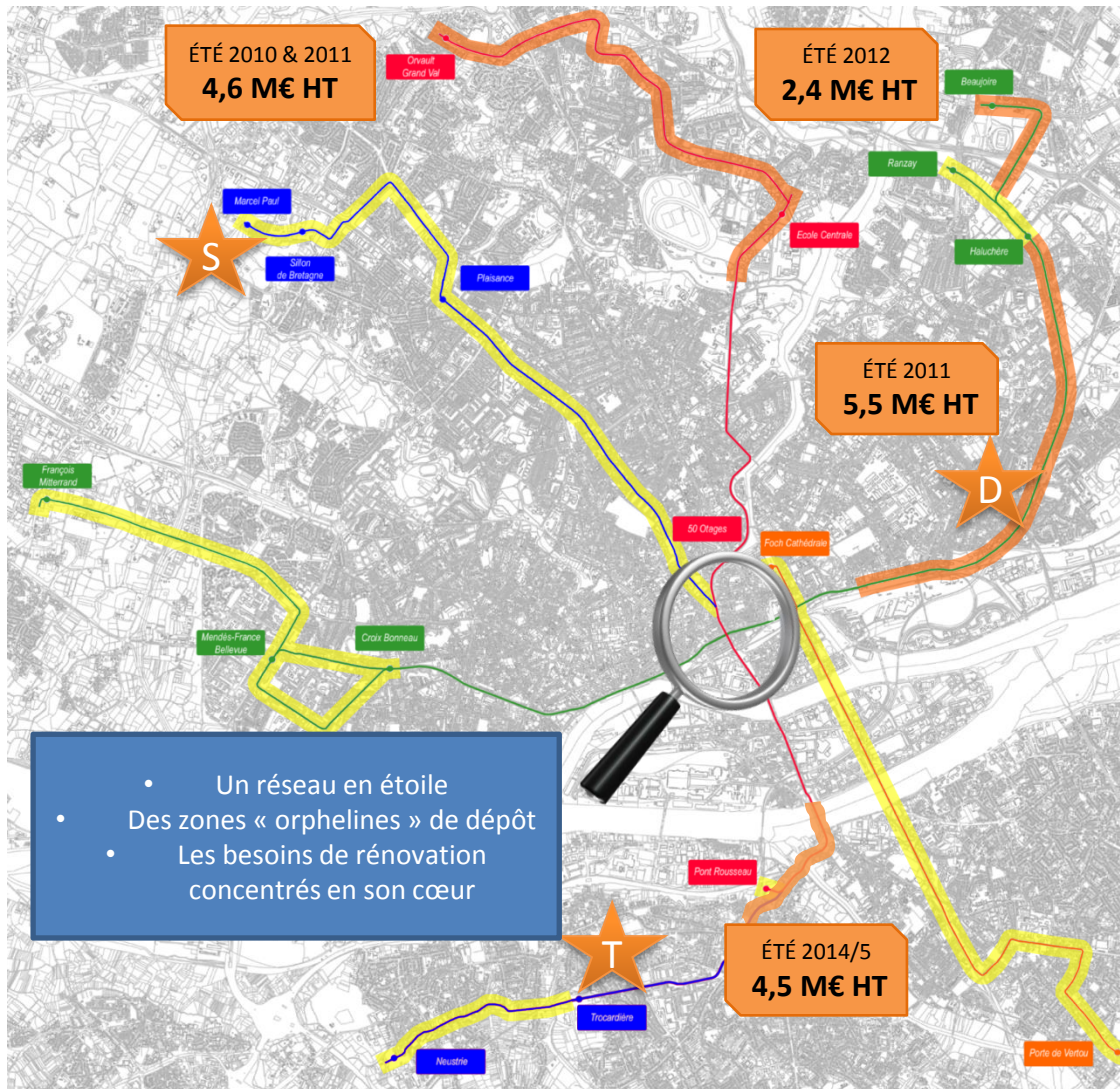 ÉTÉ 2010 & 2011
4,6 M€ HT
Orvault
Grand Val
ÉTÉ 2012
2,4 M€ HT
Beaujoire
Ranzay
Marcel Paul
S
Sillon
de Bretagne
Ecole Centrale
Haluchère
Plaisance
ÉTÉ 2011
5,5 M€ HT
François
Mitterrand
D
50 Otages
Foch Cathédrale
Mendès-France
Bellevue
Croix Bonneau
• Un réseau en étoile
• Des zones « orphelines » de dépôt
• Les besoins de rénovation
concentrés en son cœur
Pont Rousseau
T
ÉTÉ 2014/5
4,5 M€ HT
Trocardière
Neustrie
Porte de Vertou